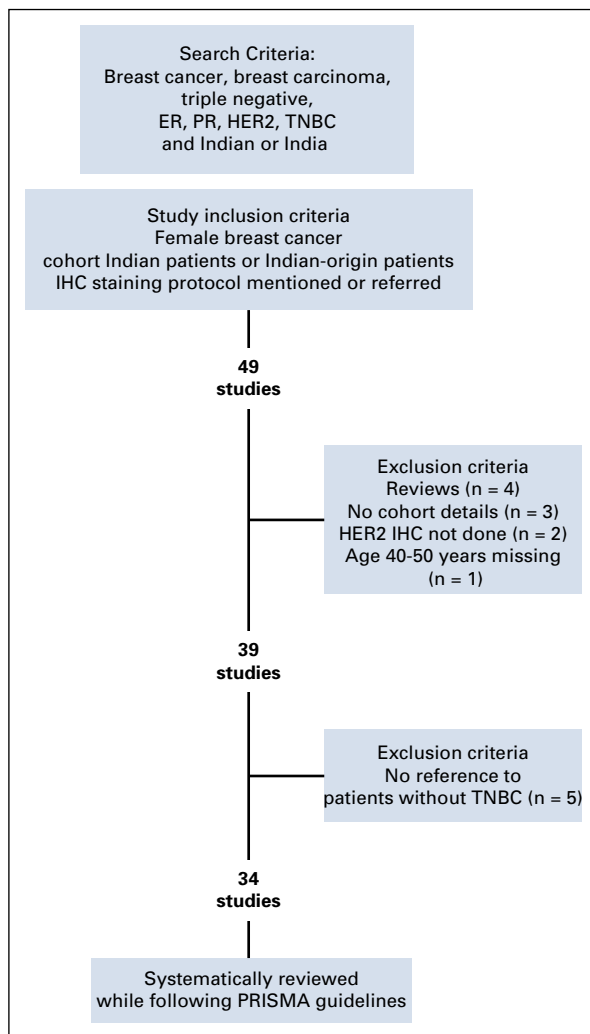 Search Criteria:
Breast cancer, breast carcinoma,
triple negative,
ER, PR, HER2, TNBC
and Indian or India
Study inclusion criteria
Female breast cancer
cohort Indian patients or Indian-origin patients
IHC staining protocol mentioned or referred
49
studies
Exclusion criteria
Reviews (n = 4)
No cohort details (n = 3)
HER2 IHC not done (n = 2)
Age 40-50 years missing
(n = 1)
39
studies
Exclusion criteria
No reference to
patients without TNBC (n = 5)
34
studies
Systematically reviewed
while following PRISMA guidelines